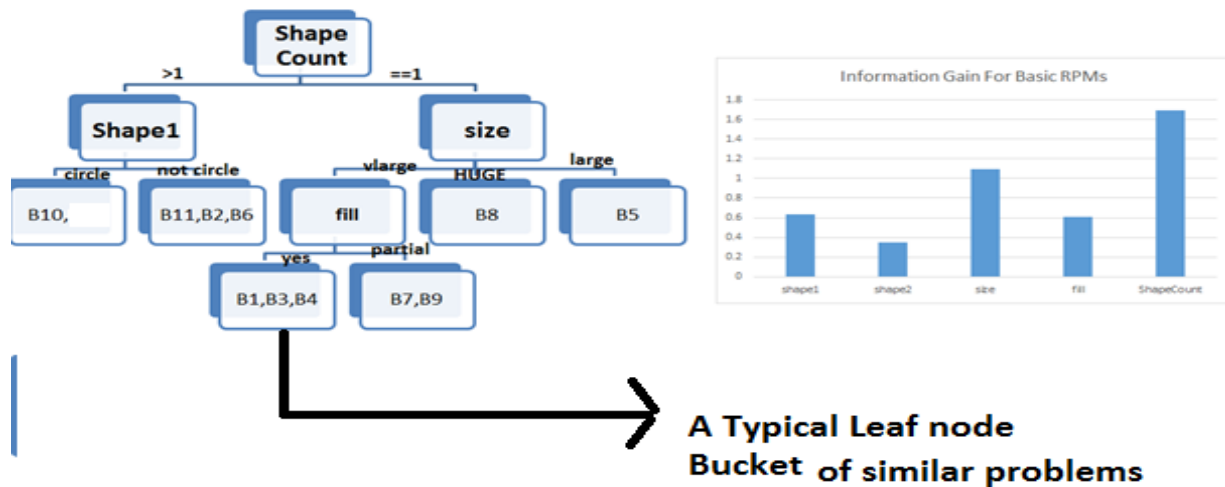 Shape
Count
>1
==1
Shape1
size
circle
not circle
vlarge
HUGE
large
B10,
B11,B2,B6
fill
B8
B5
yes
partial
B1,B3,B4
B7,B9
Information Gain For Basic RPMs
1.8
1.6
1.4
1.2
1
0.8
0.6
0.4
0.2
0
shape1
shape2
size
fill
ShapeCount
A Typical Leaf node
Bucket of similar problems